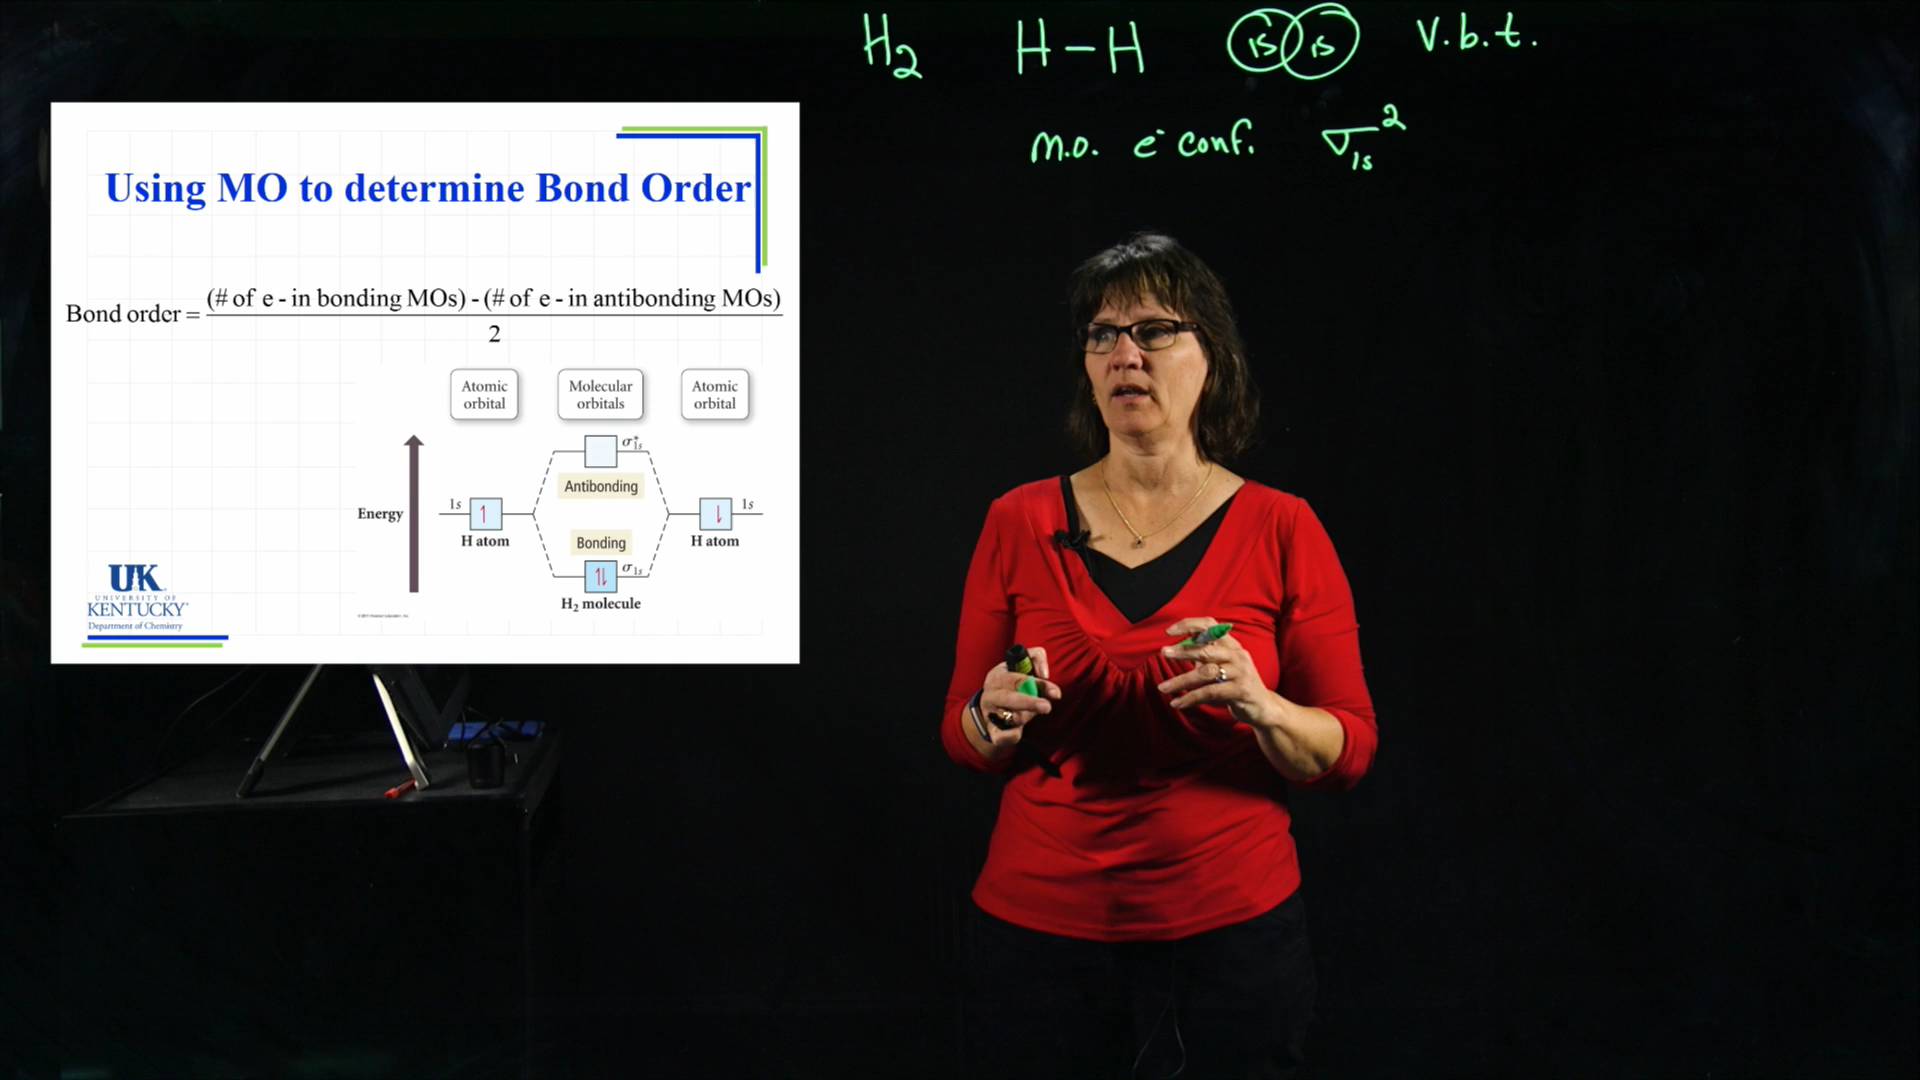 H₂ H–H 1s 1s v.b.t.
m.o. e⁻ conf. σ1s²
Using MO to determine Bond Order
Bond order = (# of e - in bonding MOs) - (# of e - in antibonding MOs)
2
Atomic orbital
Molecular orbitals
Atomic orbital
σ*1s
Antibonding
Energy
1s ↿
H atom
⇂ 1s
H atom
Bonding
↿⇂ σ1s
H₂ molecule
UK
UNIVERSITY OF
KENTUCKY
Department of Chemistry